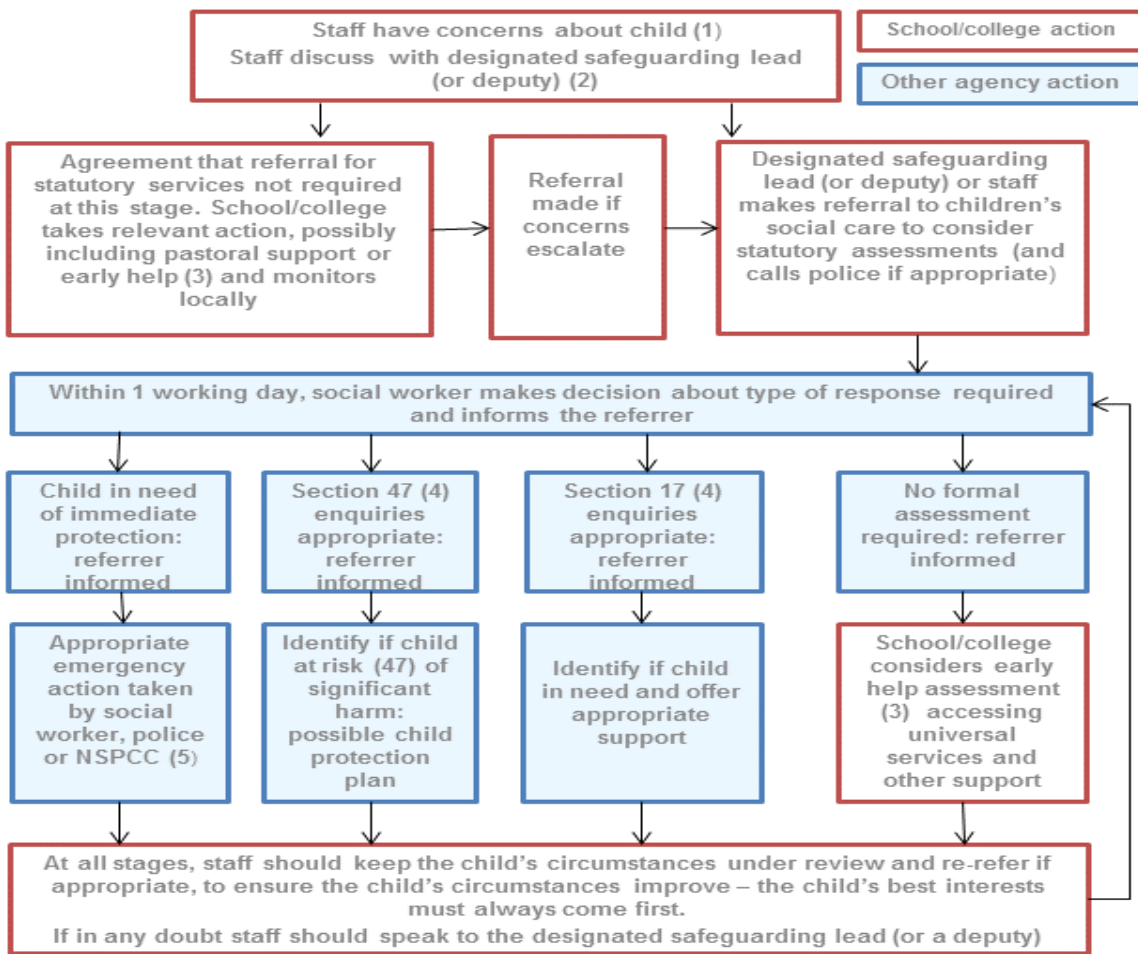 Staff have concerns about child (1)
Staff discuss with designated safeguarding lead
(or deputy) (2)
School/college action
Other agency action
Agreement that referral for
statutory services not required
at this stage. School/college
takes relevant action, possibly
including pastoral support or
early help (3) and monitors
locally
Referral
made if
concerns
escalate
Designated safeguarding
lead (or deputy) or staff
makes referral to children's
social care to consider
statutory assessments (and
calls police if appropriate)
Within 1 working day, social worker makes decision about type of response required
and informs the referrer
Child in need
of immediate
protection:
referrer
informed
Section 47 (4)
enquiries
appropriate:
referrer
informed
Section 17 (4)
enquiries
appropriate:
referrer
informed
No formal
assessment
required: referrer
informed
Appropriate
emergency
action taken
by social
worker, police
or NSPCC (5)
Identify if child
at risk (47) of
significant
harm:
possible child
protection
plan
Identify if child
in need and offer
appropriate
support
School/college
considers early
help assessment
(3) accessing
universal
services and
other support
At all stages, staff should keep the child's circumstances under review and re-refer if
appropriate, to ensure the child's circumstances improve – the child's best interests
must always come first.
If in any doubt staff should speak to the designated safeguarding lead (or a deputy)